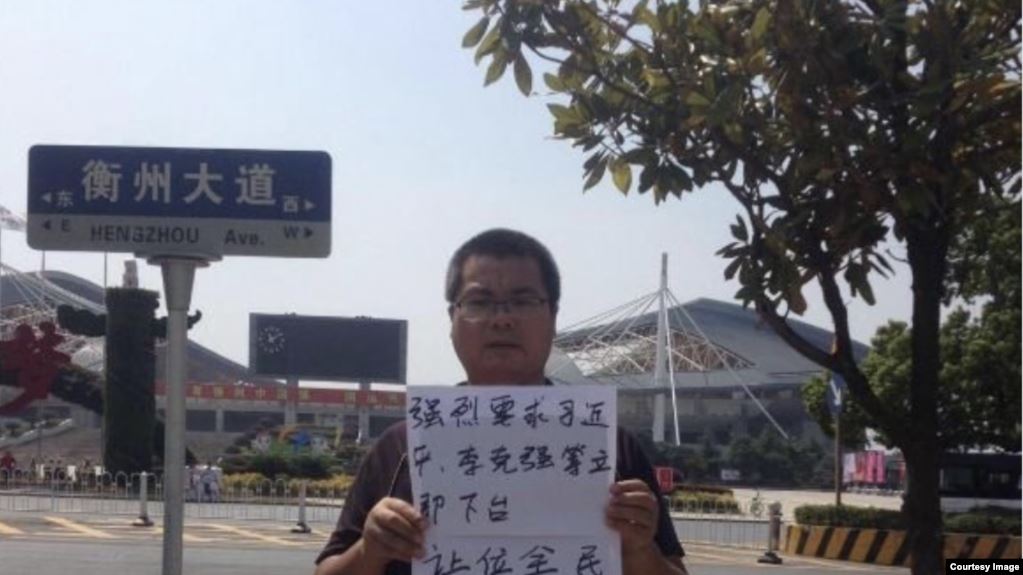 衡州大道
东 西
E HENGZHOU Ave. W
强烈要求习近
平、李克强等立
即下台
让位全民
Courtesy Image